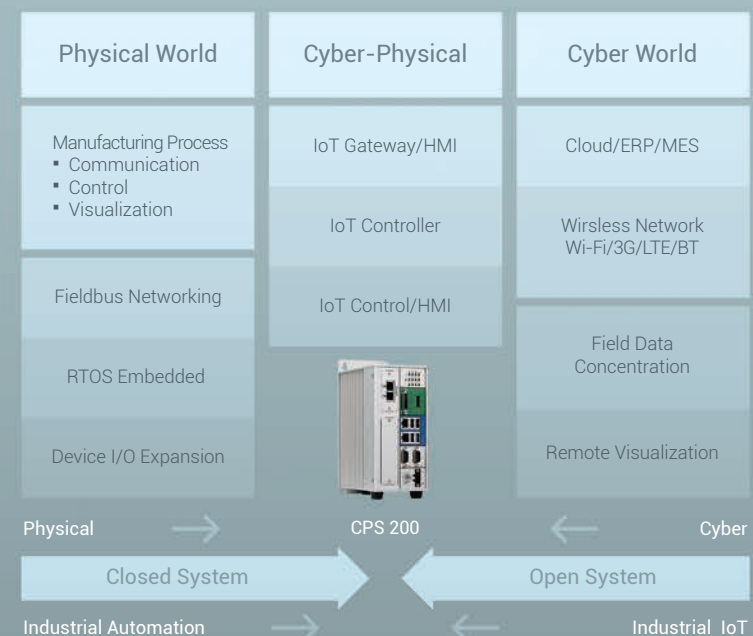 Physical World
Cyber-Physical
Cyber World
Manufacturing Process
▪ Communication
▪ Control
▪ Visualization
Fieldbus Networking
RTOS Embedded
Device I/O Expansion
IoT Gateway/HMI
IoT Controller
IoT Control/HMI
Cloud/ERP/MES
Wirsless Network
Wi-Fi/3G/LTE/BT
Field Data
Concentration
Remote Visualization
Physical
CPS 200
Cyber
Closed System
Open System
Industrial Automation
Industrial IoT